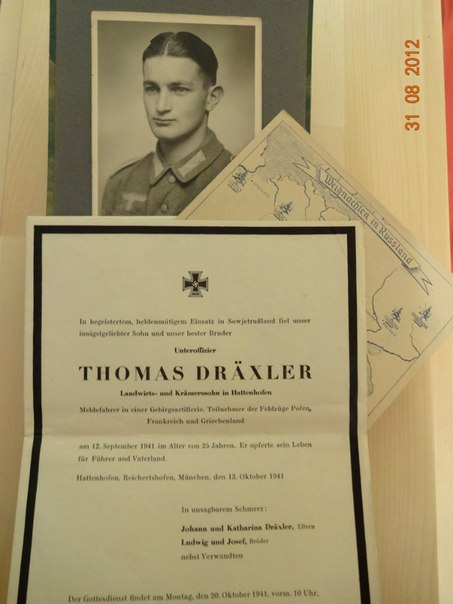 31 08 2012
Weihnachten in Russland
In begeistertem, heldenmütigem Einsatz in Sowjetrußland fiel unser
innigstgeliebter Sohn und unser bester Bruder
Unteroffizier
THOMAS DRÄXLER
Landwirts- und Krämerssohn in Hattenhofen
Meldefahrer in einer Gebirgsartillerie, Teilnehmer der Feldzüge Polen,
Frankreich und Griechenland
am 12. September 1941 im Alter von 25 Jahren. Er opferte sein Leben
für Führer und Vaterland.
Hattenhofen, Reichertshofen, München, den 13. Oktober 1941
In unsagbarem Schmerz:
Johann und Katharina Dräxler, Eltern
Ludwig und Josef, Brüder
nebst Verwandten
Der Gottesdienst findet am Montag, den 20. Oktober 1941, vorm. 10 Uhr,